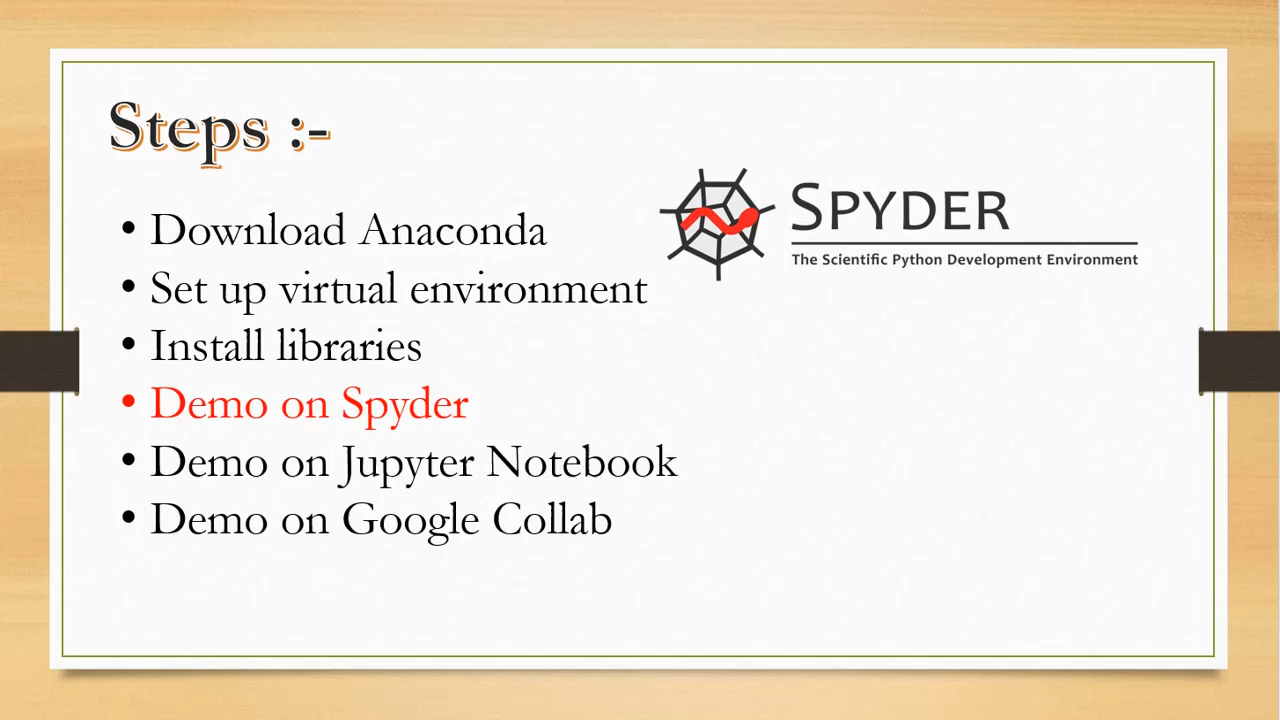 Steps :-
• Download Anaconda
• Set up virtual environment
• Install libraries
• Demo on Spyder
• Demo on Jupyter Notebook
• Demo on Google Collab
SPYDER
The Scientific Python Development Environment